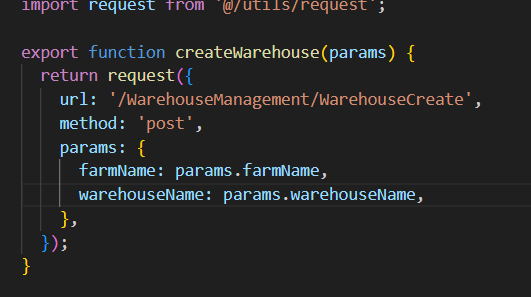 import request from '@/utils/request';
export function createWarehouse(params) {
return request({
url: '/WarehouseManagement/WarehouseCreate',
method: 'post',
params: {
farmName: params.farmName,
warehouseName: params.warehouseName,
},
});
}